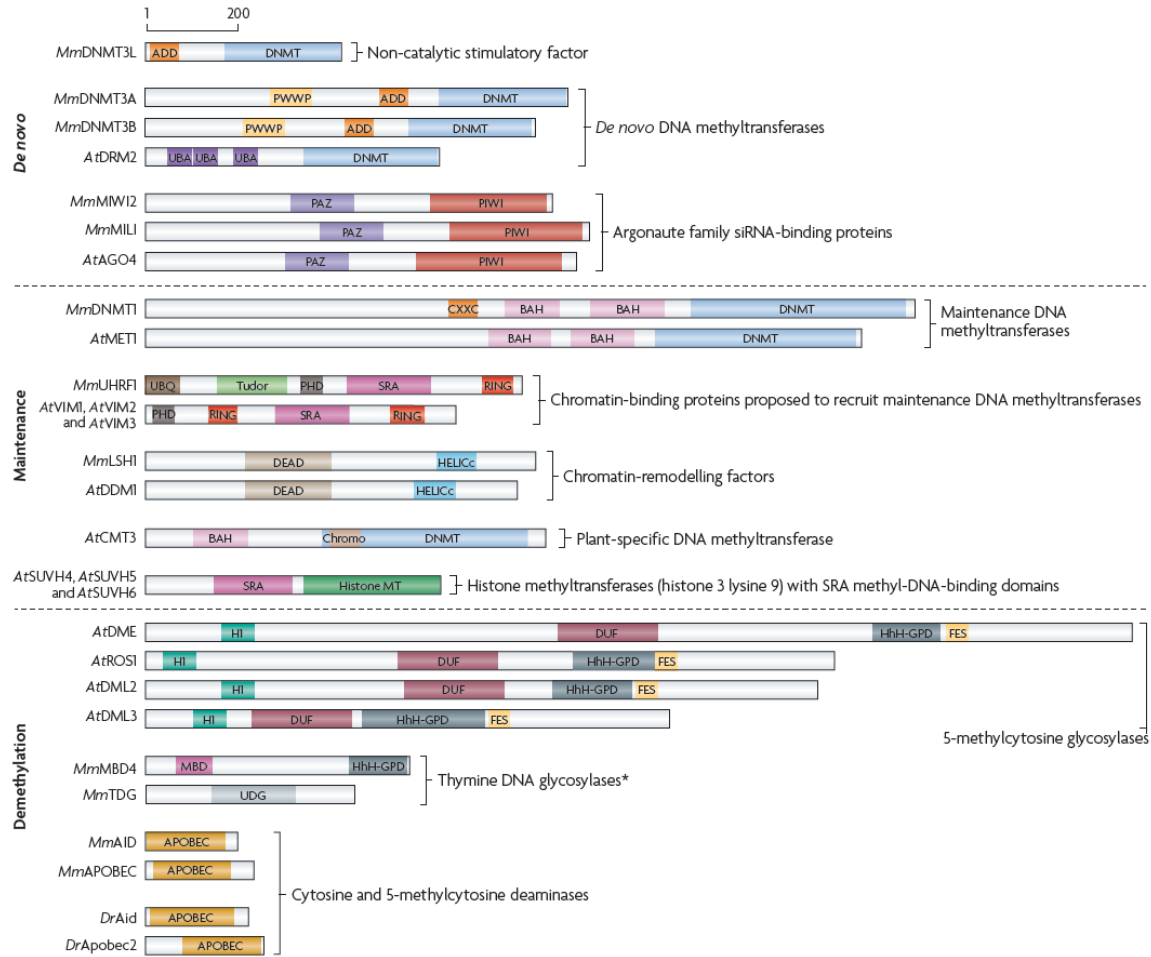 1 200
MmDNMT3L ADD DNMT Non-catalytic stimulatory factor
De novo
MmDNMT3A PWWP ADD DNMT
MmDNMT3B PWWP ADD DNMT
De novo DNA methyltransferases
AtDRM2 UBA UBA UBA DNMT
MmMIWI2 PAZ PIWI
MmMILI PAZ PIWI
Argonaute family siRNA-binding proteins
AtAGO4 PAZ PIWI
Maintenance
MmDNMT1 CXXC BAH BAH DNMT
Maintenance DNA
methyltransferases
AtMET1 BAH BAH DNMT
MmUHRF1 UBQ Tudor PHD SRA RING
Chromatin-binding proteins proposed to recruit maintenance DNA methyltransferases
AtVIM1, AtVIM2
and AtVIM3
PHD RING SRA RING
MmLSH1 DEAD HELICc
Chromatin-remodelling factors
AtDDM1 DEAD HELICc
AtCMT3 BAH Chromo DNMT Plant-specific DNA methyltransferase
AtSUVH4, AtSUVH5
and AtSUVH6
SRA Histone MT Histone methyltransferases (histone 3 lysine 9) with SRA methyl-DNA-binding domains
Demethylation
AtDME H1 DUF HhH-GPD FES
AtROS1 H1 DUF HhH-GPD FES
AtDML2 H1 DUF HhH-GPD FES
AtDML3 H1 DUF HhH-GPD FES
5-methylcytosine glycosylases
MmMBD4 MBD HhH-GPD
Thymine DNA glycosylases*
MmTDG UDG
MmAID APOBEC
MmAPOBEC APOBEC
Cytosine and 5-methylcytosine deaminases
DrAid APOBEC
DrApobec2 APOBEC